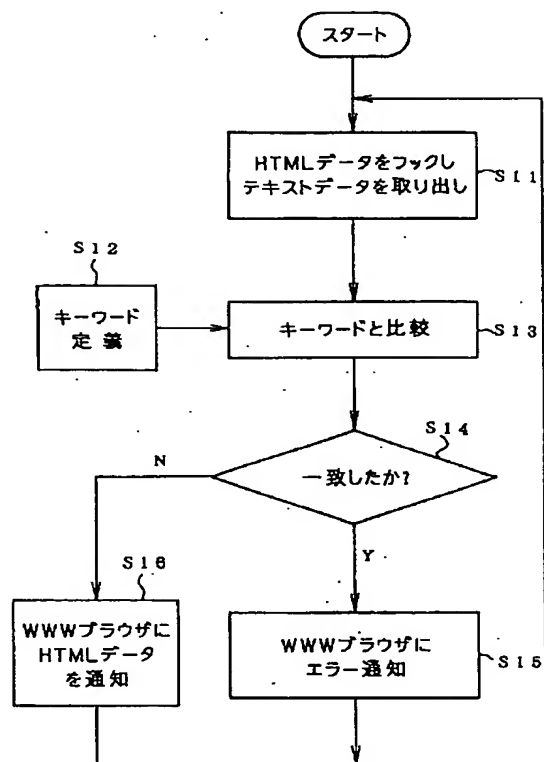 スタート
HTMLデータをフックし
テキストデータを取り出し
S11
S12
キーワード
定義
キーワードと比較
S13
S14
一致したか?
N
Y
S16
WWWブラウザに
HTMLデータ
を通知
WWWブラウザに
エラー通知
S15